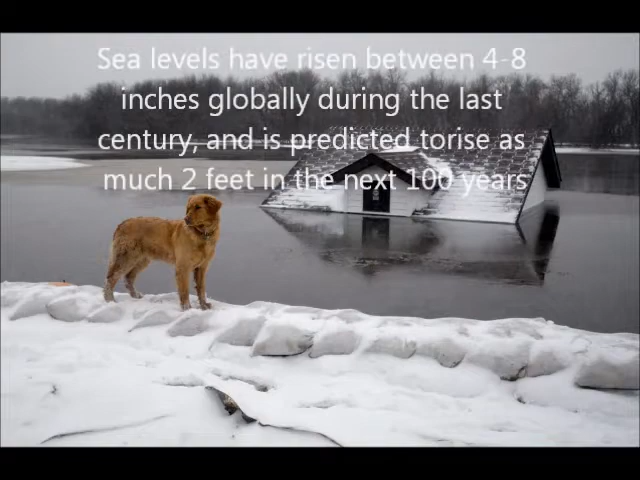 Sea levels have risen between 4-8
inches globally during the last
century, and is predicted torise as
much 2 feet in the next 100 years